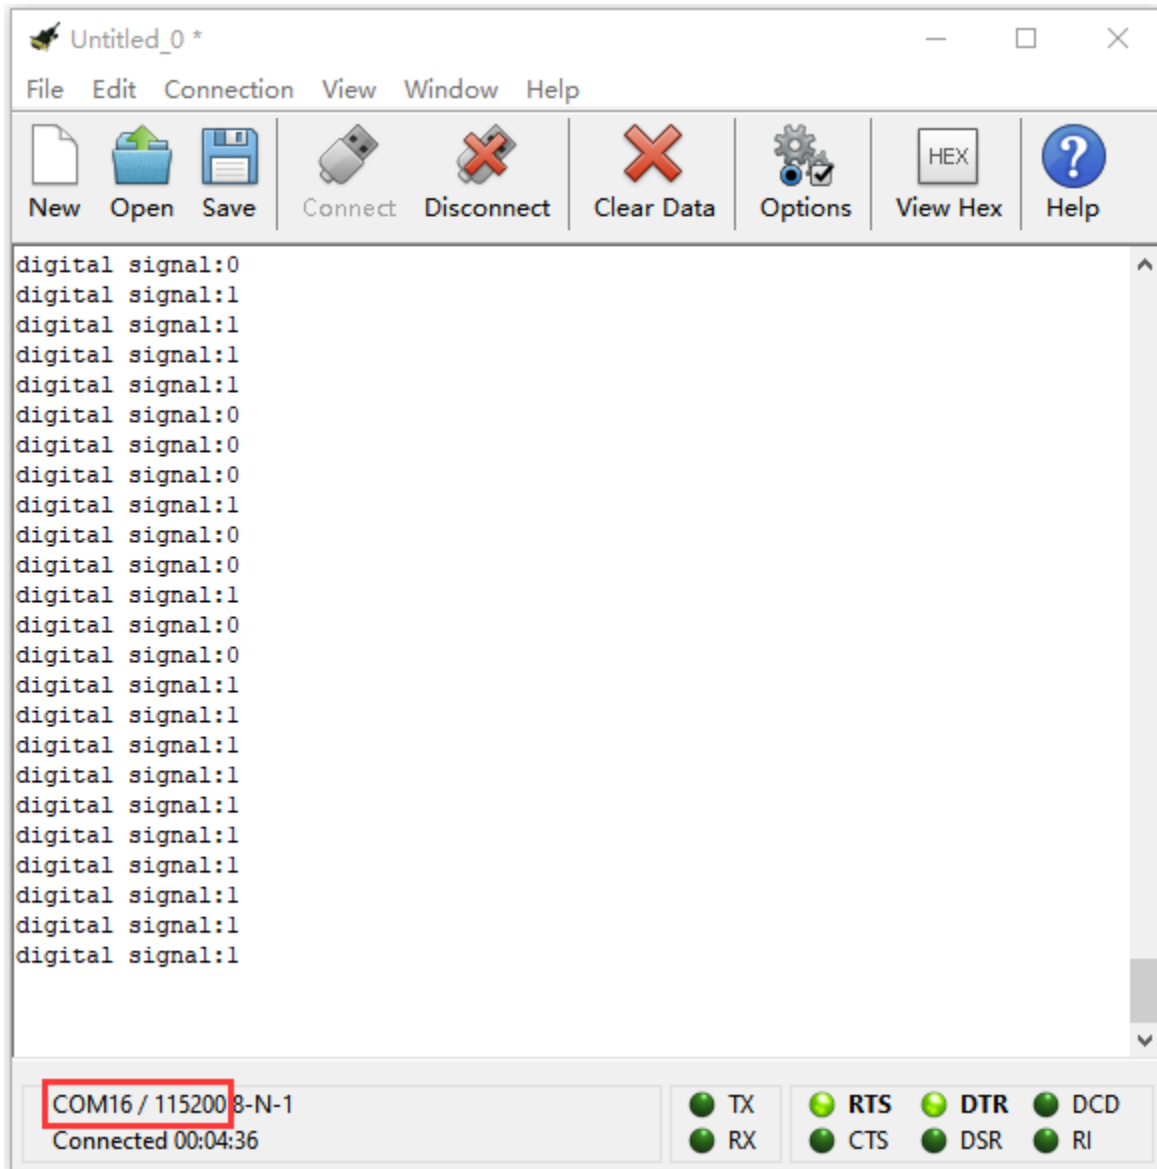 Untitled_0 *
File Edit Connection View Window Help
HEX
?
New Open Save Connect Disconnect Clear Data Options View Hex Help
digital signal:0
digital signal:1
digital signal:1
digital signal:1
digital signal:1
digital signal:0
digital signal:0
digital signal:0
digital signal:1
digital signal:0
digital signal:0
digital signal:1
digital signal:0
digital signal:0
digital signal:1
digital signal:1
digital signal:1
digital signal:1
digital signal:1
digital signal:1
digital signal:1
digital signal:1
digital signal:1
digital signal:1
COM16 / 115200 8-N-1 TX RTS DTR DCD
Connected 00:04:36 RX CTS DSR RI